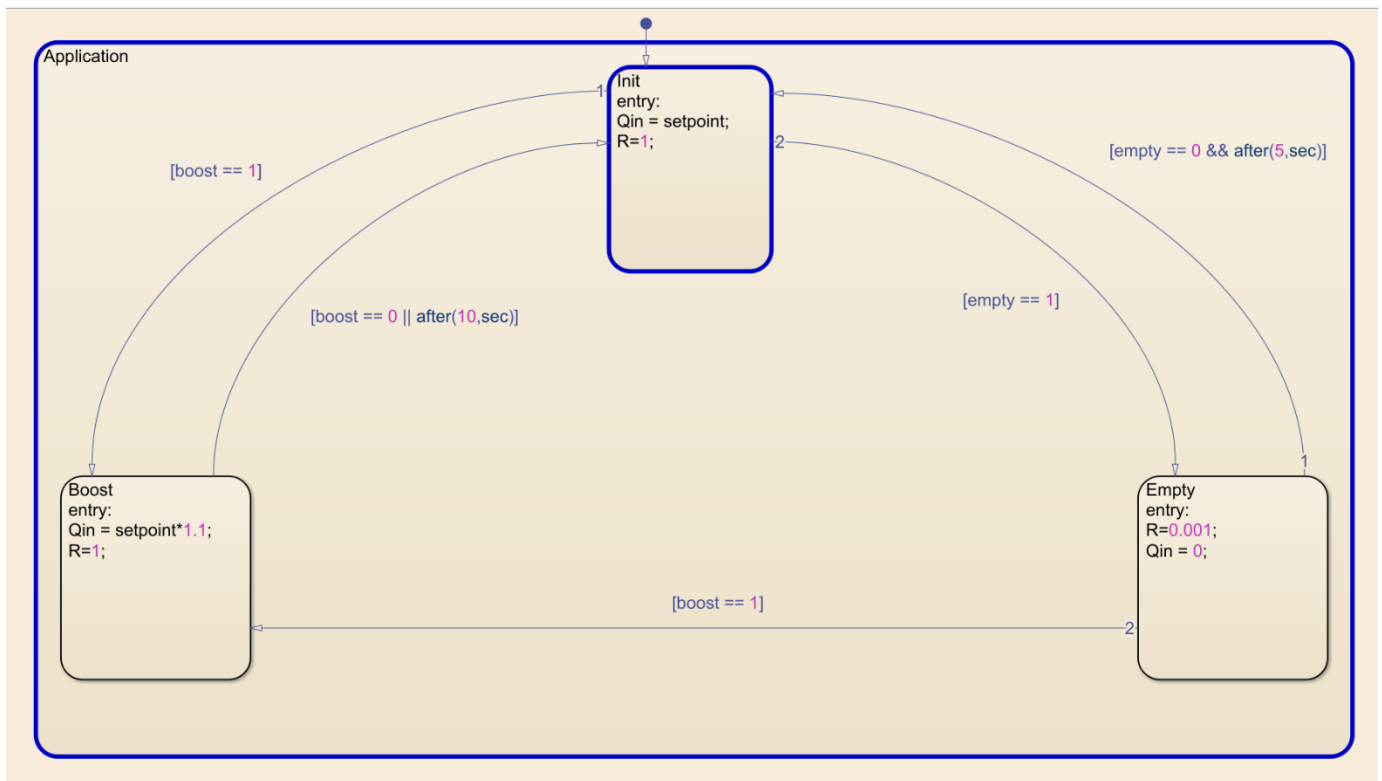 Application
Init
entry:
Qin = setpoint;
R=1;
1
2
[boost == 1]
[empty == 0 && after(5,sec)]
[boost == 0 || after(10,sec)]
[empty == 1]
1
Boost
entry:
Qin = setpoint*1.1;
R=1;
Empty
entry:
R=0.001;
Qin = 0;
[boost == 1]
2